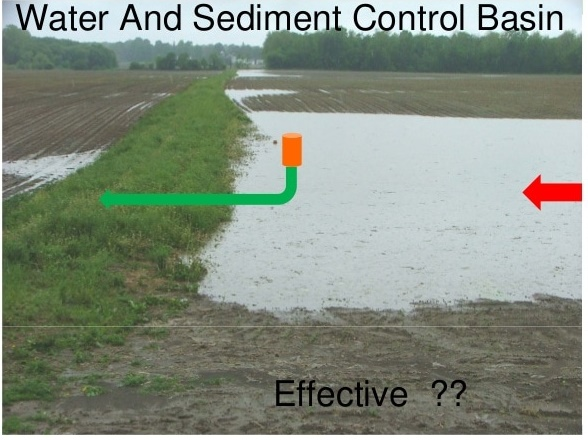 Water And Sediment Control Basin
Effective ??